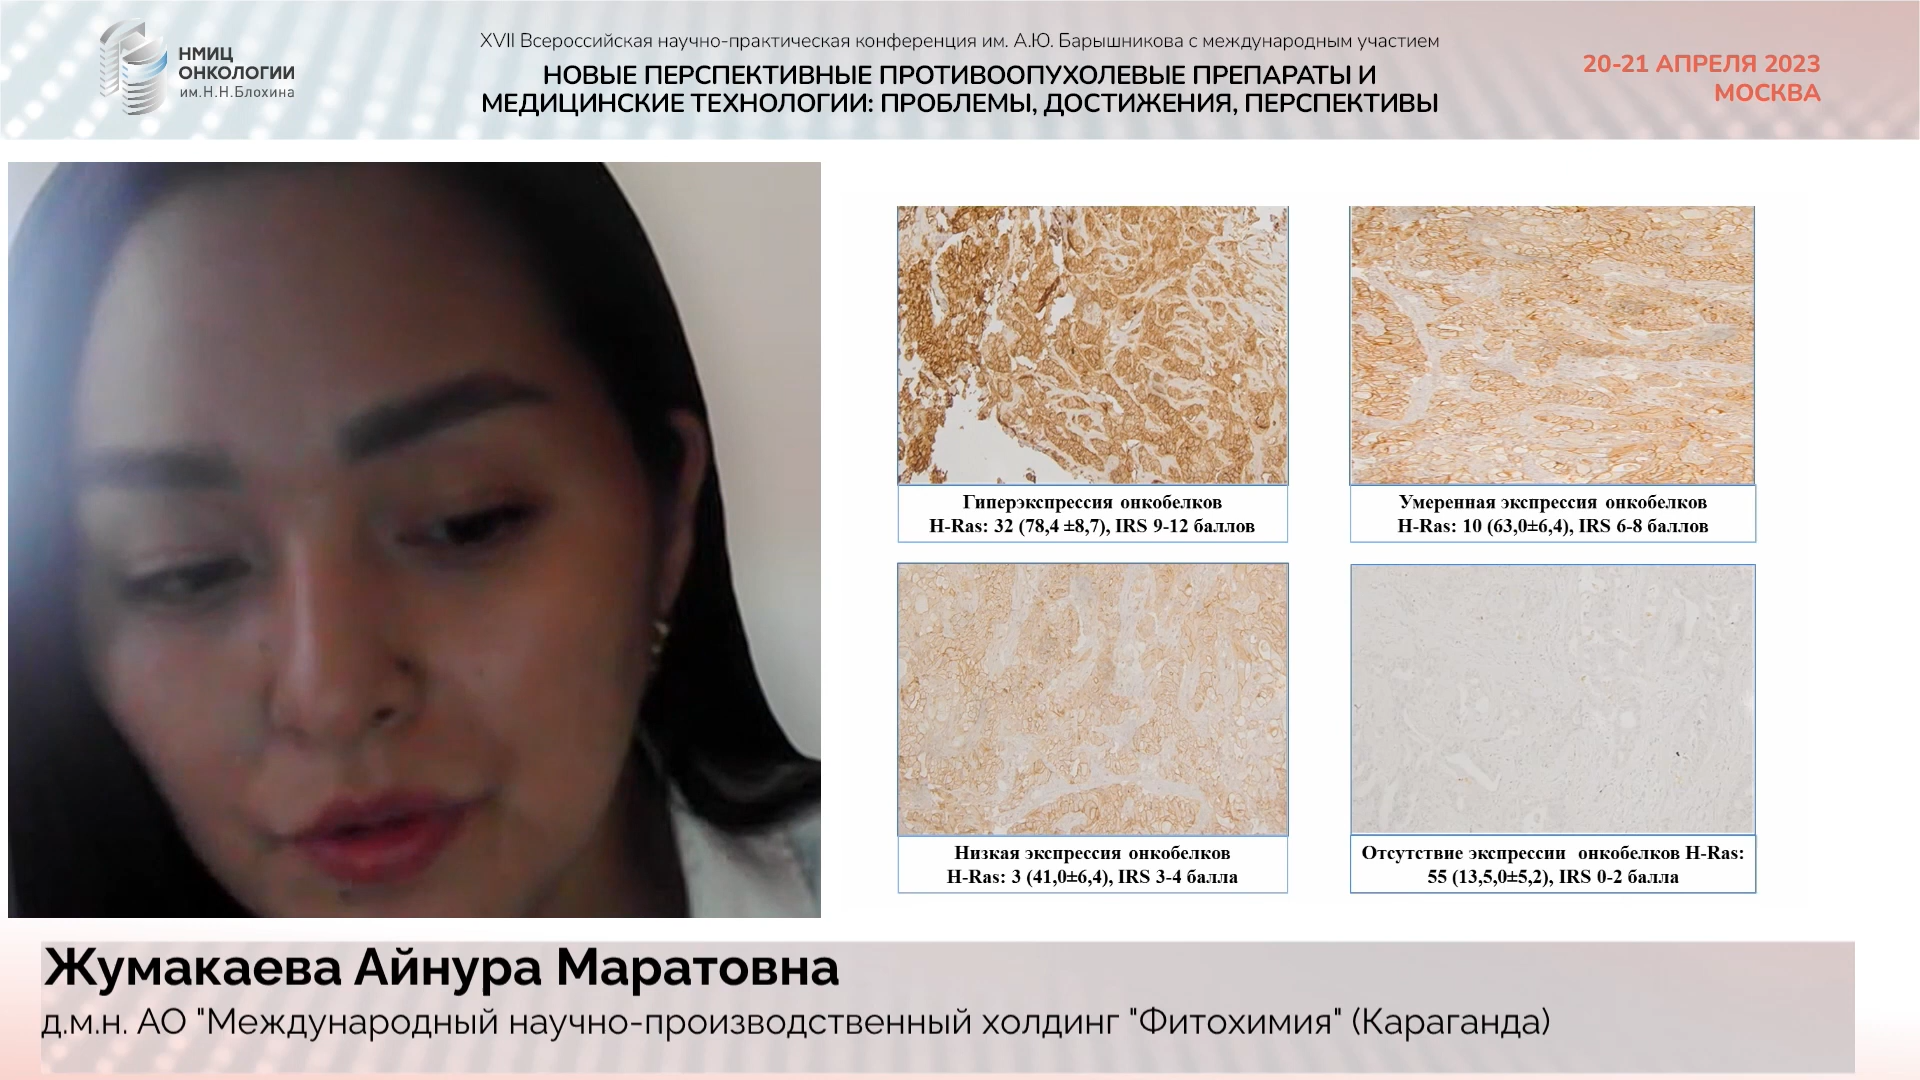 НМИЦ
ОНКОЛОГИИ
им.Н.Н.Блохина
XVII Всероссийская научно-практическая конференция им. А.Ю. Барышникова с международным участием
НОВЫЕ ПЕРСПЕКТИВНЫЕ ПРОТИВООПУХОЛЕВЫЕ ПРЕПАРАТЫ И
МЕДИЦИНСКИЕ ТЕХНОЛОГИИ: ПРОБЛЕМЫ, ДОСТИЖЕНИЯ, ПЕРСПЕКТИВЫ
20-21 АПРЕЛЯ 2023
МОСКВА
Гиперэкспрессия онкобелков
H-Ras: 32 (78,4 ±8,7), IRS 9-12 баллов
Умеренная экспрессия онкобелков
H-Ras: 10 (63,0±6,4), IRS 6-8 баллов
Низкая экспрессия онкобелков
H-Ras: 3 (41,0±6,4), IRS 3-4 балла
Отсутствие экспрессии онкобелков H-Ras:
55 (13,5,0±5,2), IRS 0-2 балла
Жумакаева Айнура Маратовна
д.м.н. АО "Международный научно-производственный холдинг "Фитохимия" (Караганда)